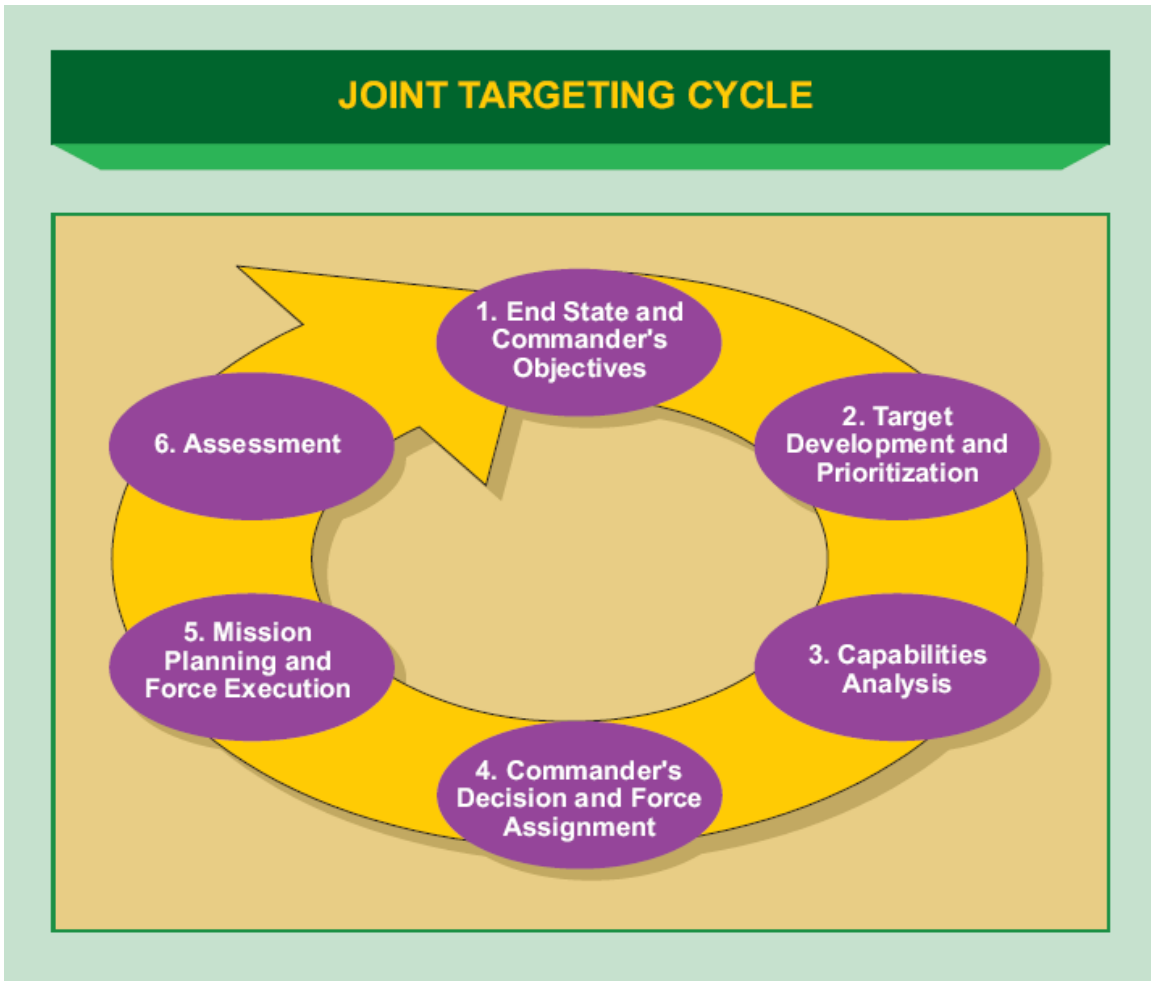 JOINT TARGETING CYCLE
1. End State and
Commander's
Objectives
2. Target
Development and
Prioritization
3. Capabilities
Analysis
4. Commander's
Decision and Force
Assignment
5. Mission
Planning and
Force Execution
6. Assessment